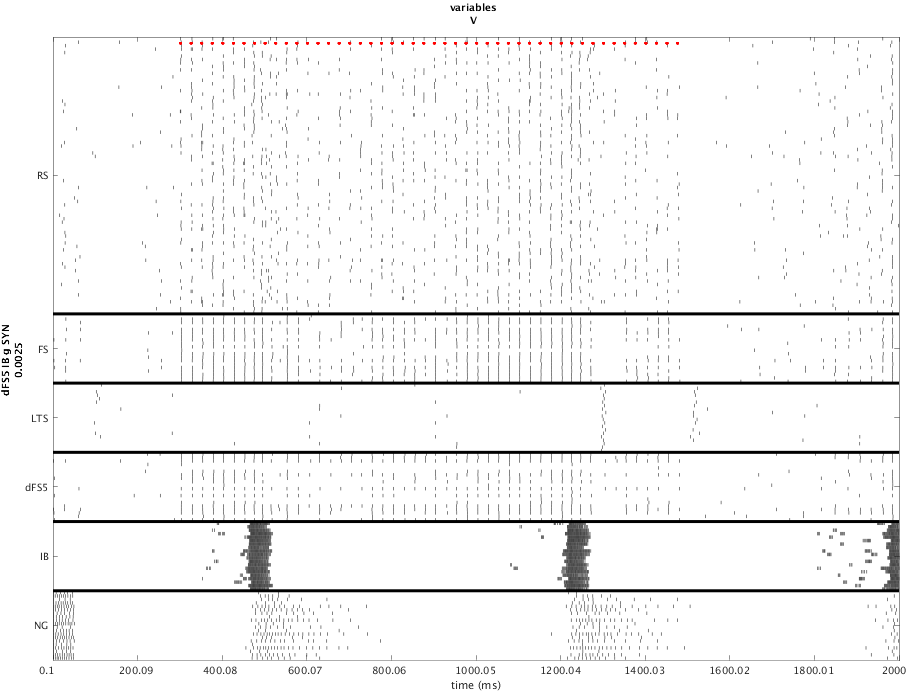 variables
V
RS
FS
LTS
dFS5
IB
NG
dFS5 IB g SYN
0.0025
0.1
200.09
400.08
600.07
800.06
1000.05
1200.04
1400.03
1600.02
1800.01
2000
time (ms)